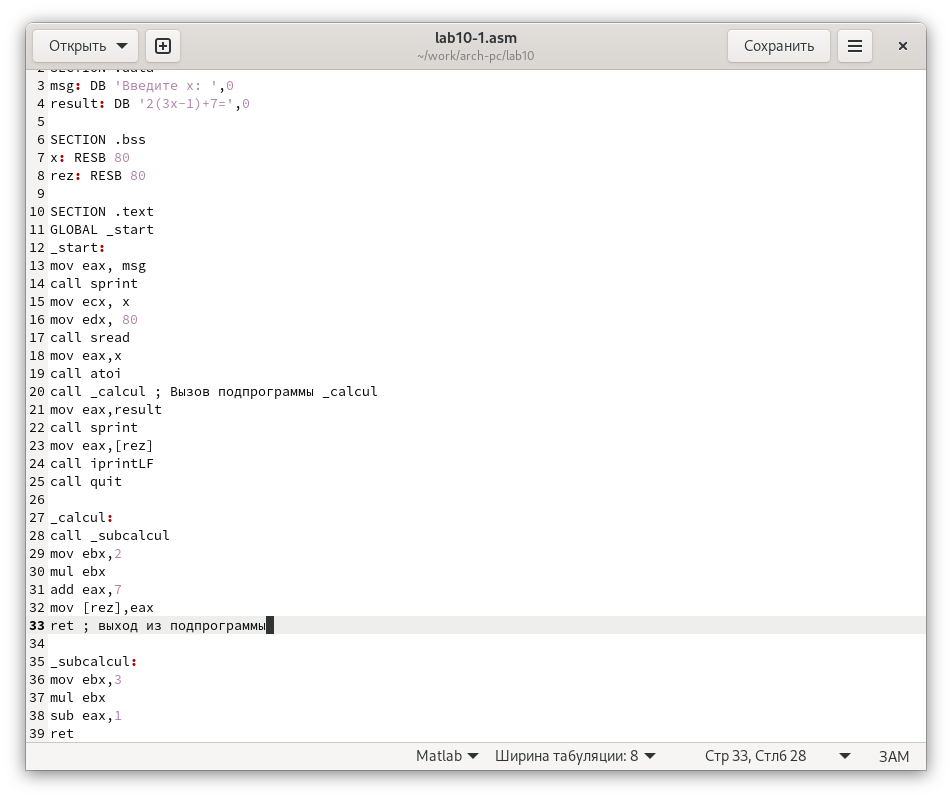 Открыть
lab10-1.asm
~/work/arch-pc/lab10
Сохранить
2 SECTION .data
3 msg: DB 'Введите x: ',0
4 result: DB '2(3x-1)+7=',0
5
6 SECTION .bss
7 x: RESB 80
8 rez: RESB 80
9
10 SECTION .text
11 GLOBAL _start
12 _start:
13 mov eax, msg
14 call sprint
15 mov ecx, x
16 mov edx, 80
17 call sread
18 mov eax,x
19 call atoi
20 call _calcul ; Вызов подпрограммы _calcul
21 mov eax,result
22 call sprint
23 mov eax,[rez]
24 call iprintLF
25 call quit
26
27 _calcul:
28 call _subcalcul
29 mov ebx,2
30 mul ebx
31 add eax,7
32 mov [rez],eax
33 ret ; выход из подпрограммы
34
35 _subcalcul:
36 mov ebx,3
37 mul ebx
38 sub eax,1
39 ret
Matlab
Ширина табуляции: 8
Стр 33, Стлб 28
ЗАМ